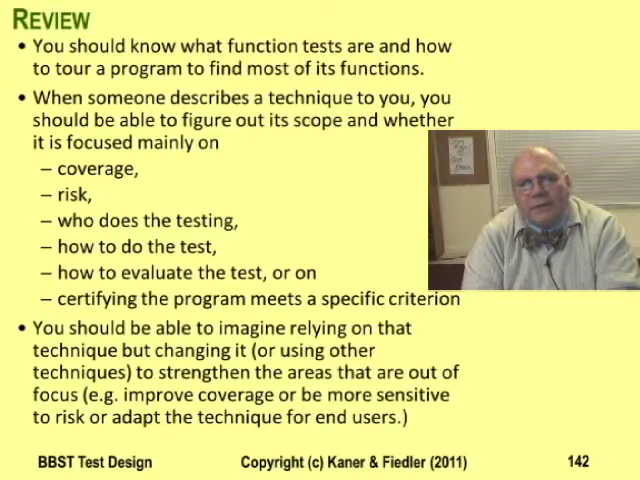 REVIEW
• You should know what function tests are and how
to tour a program to find most of its functions.
• When someone describes a technique to you, you
should be able to figure out its scope and whether
it is focused mainly on
– coverage,
– risk,
– who does the testing,
– how to do the test,
– how to evaluate the test, or on
– certifying the program meets a specific criterion
• You should be able to imagine relying on that
technique but changing it (or using other
techniques) to strengthen the areas that are out of
focus (e.g. improve coverage or be more sensitive
to risk or adapt the technique for end users.)
BBST Test Design Copyright (c) Kaner & Fiedler (2011) 142